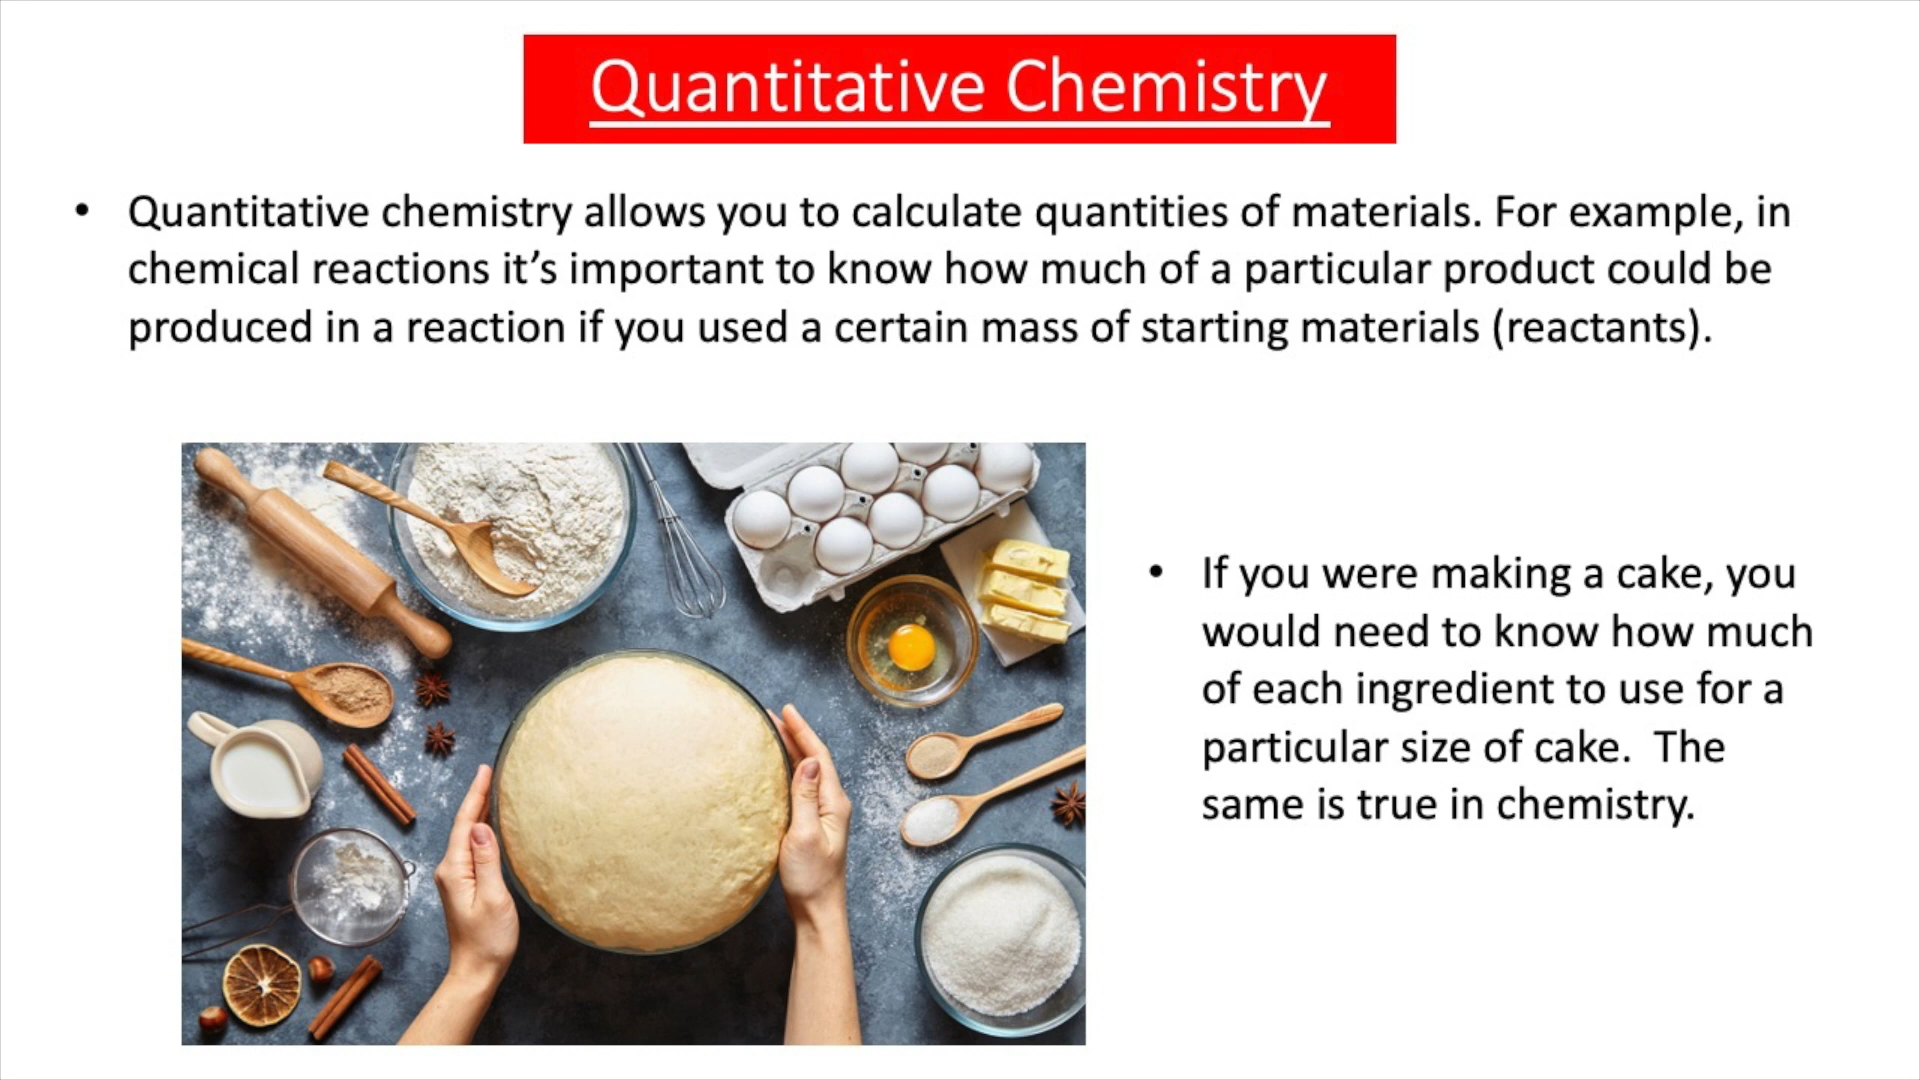 Quantitative Chemistry
• Quantitative chemistry allows you to calculate quantities of materials. For example, in
chemical reactions it’s important to know how much of a particular product could be
produced in a reaction if you used a certain mass of starting materials (reactants).
• If you were making a cake, you
would need to know how much
of each ingredient to use for a
particular size of cake.  The
same is true in chemistry.